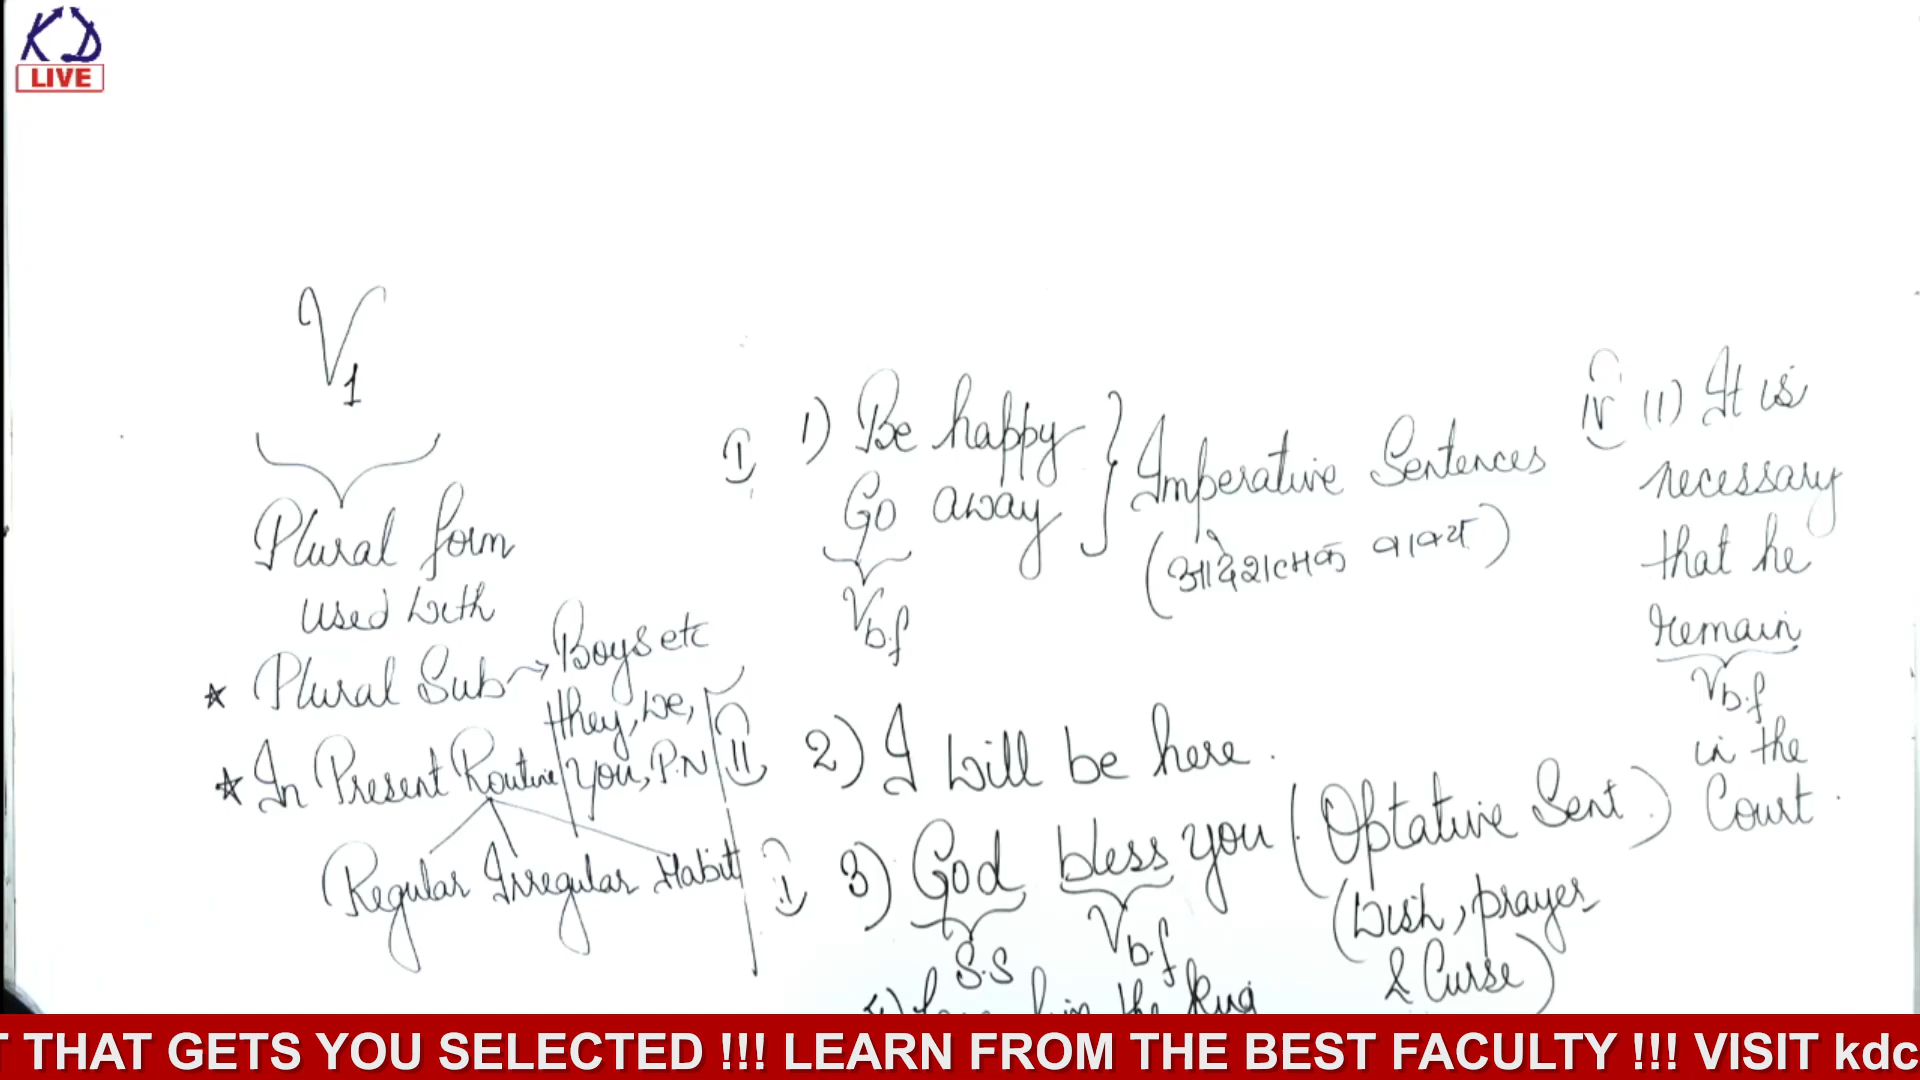 KD
LIVE
V1
Plural form
used with
★ Plural Sub → Boys etc
they, we,
you, P.N
★ In Present Routine
Regular Irregular Habit
I 1) Be happy
Go away
Vb.f
Imperative Sentences
(आदेशात्मक वाक्य)
II 2) I will be here.
3) God bless you (Optative Sent.)
S.S
Vb.f
(Wish, prayer
& Curse)
the King
IV (1) It is
necessary
that he
remain
Vb.f
in the
Court.
T THAT GETS YOU SELECTED !!! LEARN FROM THE BEST FACULTY !!! VISIT kdc